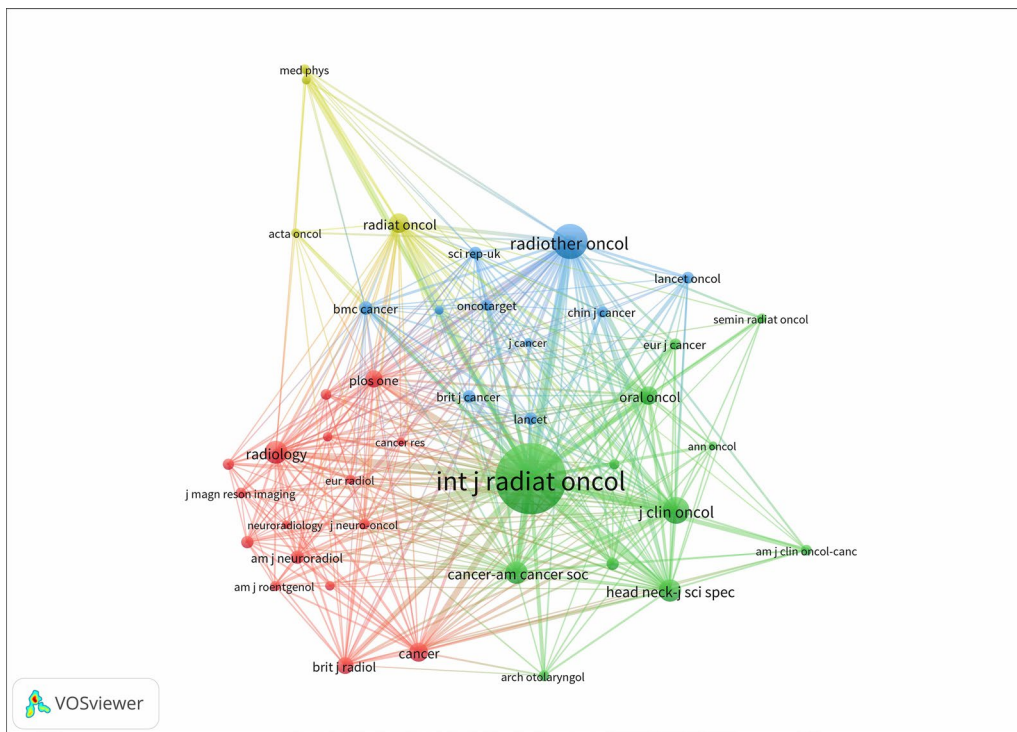 med phys
radiat oncol
acta oncol
radiother oncol
sci rep-uk
lancet oncol
bmc cancer
oncotarget
chin j cancer
semin radiat oncol
j cancer
eur j cancer
plos one
brit j cancer
oral oncol
lancet
cancer res
ann oncol
radiology
eur radiol
int j radiat oncol
j magn reson imaging
j clin oncol
neuroradiology
j neuro-oncol
am j neuroradiol
am j clin oncol-canc
cancer-am cancer soc
am j roentgenol
head neck-j sci spec
cancer
brit j radiol
arch otolaryngol
VOSviewer